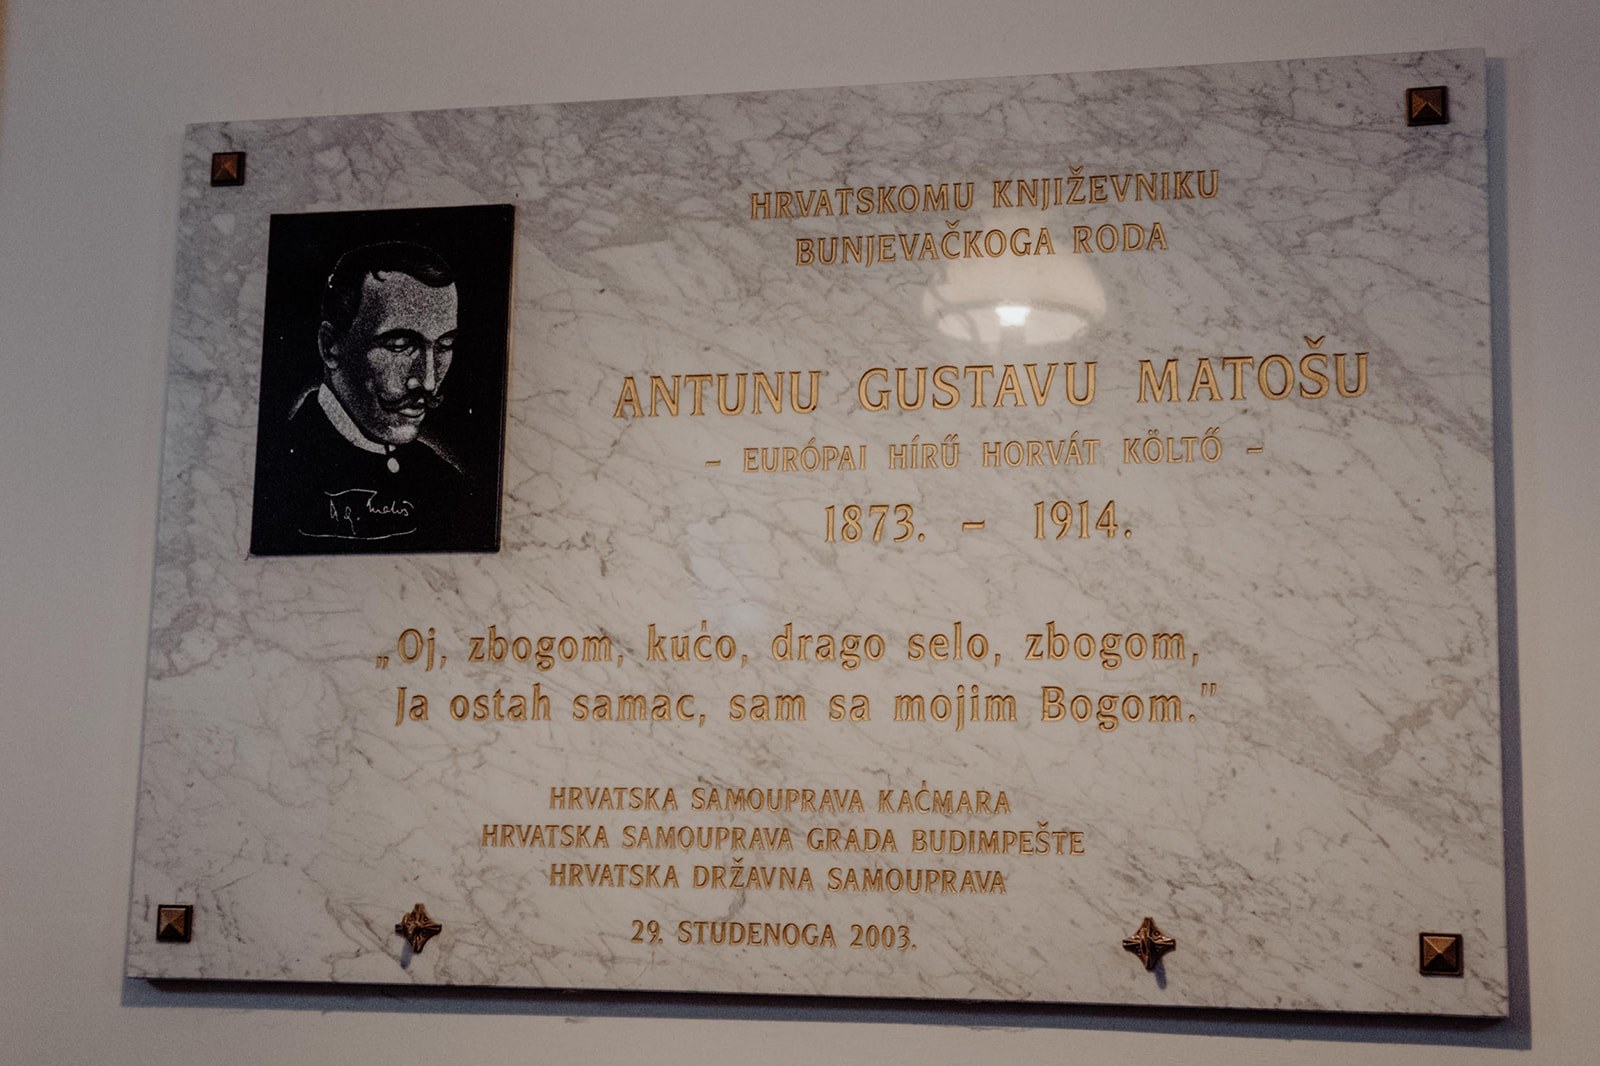 HRVATSKOMU KNJIŽEVNIKU
BUNJEVAČKOGA RODA
ANTUNU GUSTAVU MATOŠU
- EURÓPAI HÍRŰ HORVÁT KÖLTŐ -
1873. - 1914.
A. G. Matoš
„Oj, zbogom, kućo, drago selo, zbogom,
Ja ostah samac, sam sa mojim Bogom."
HRVATSKA SAMOUPRAVA KAĆMARA
HRVATSKA SAMOUPRAVA GRADA BUDIMPEŠTE
HRVATSKA DRŽAVNA SAMOUPRAVA
29. STUDENOGA 2003.